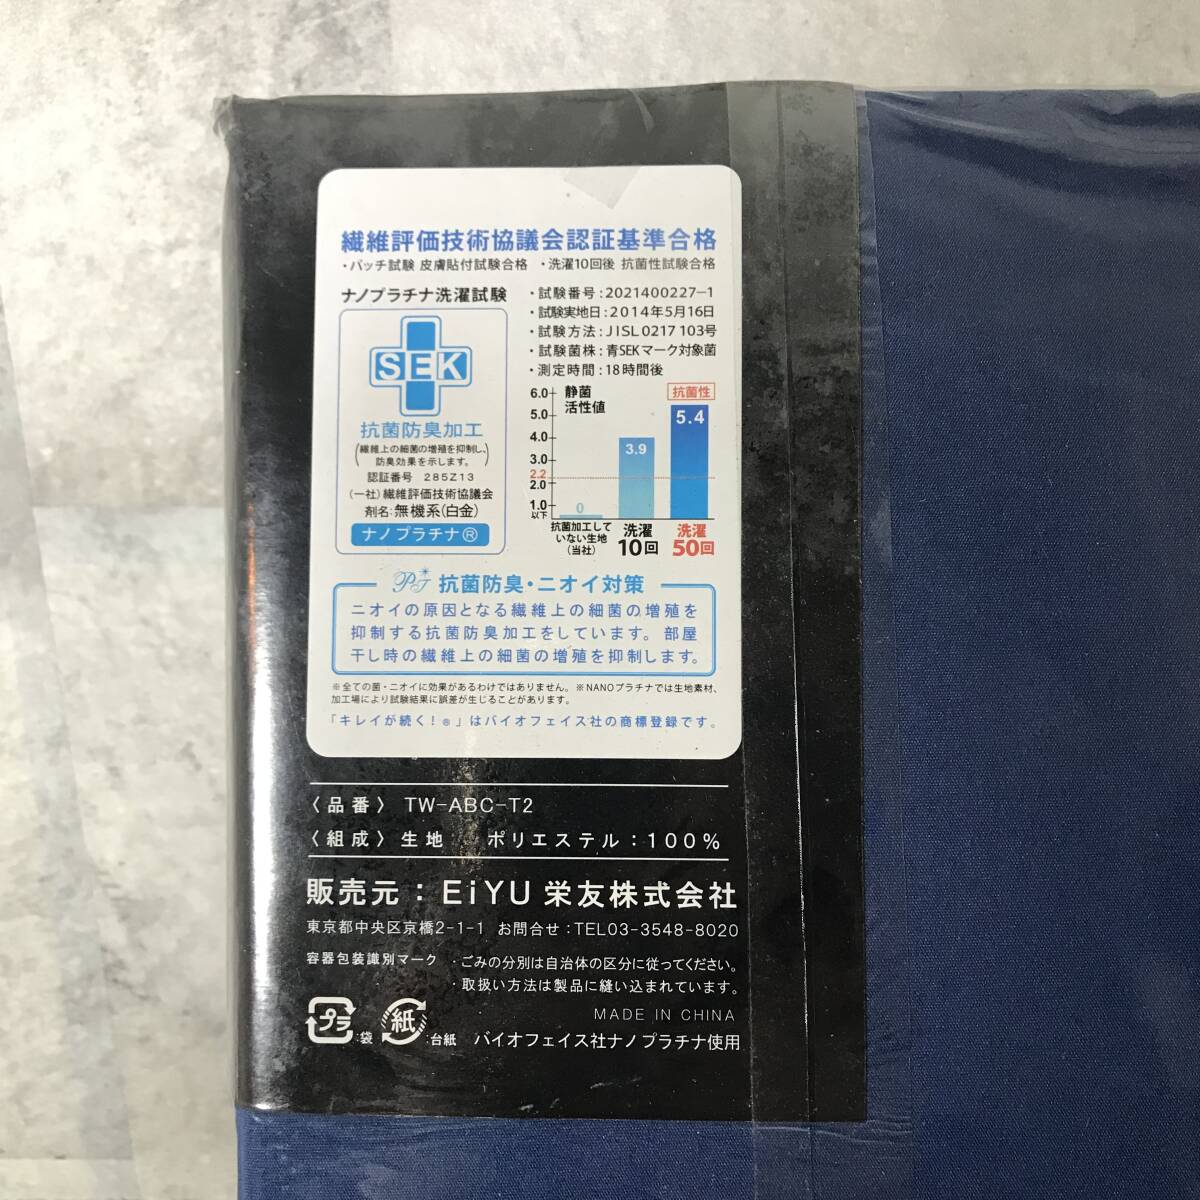 繊維評価技術協議会認証基準合格
・パッチ試験 皮膚貼付試験合格 ・洗濯10回後 抗菌性試験合格
ナノプラチナ洗濯試験
SEK
抗菌防臭加工
(繊維上の細菌の増殖を抑制し、
防臭効果を示します。)
認証番号 285Z13
(一社)繊維評価技術協議会
剤名:無機系(白金)
ナノプラチナ®
・試験番号:2021400227-1
・試験実地日:2014年5月16日
・試験方法:JISL0217 103号
・試験菌株:青SEKマーク対象菌
・測定時間:18時間後
静菌
活性値
抗菌性
6.0
5.0
4.0
3.0
2.2
2.0
1.0
以下
0
3.9
5.4
抗菌加工して
いない生地
(当社)
洗濯
10回
洗濯
50回
PT 抗菌防臭・ニオイ対策
ニオイの原因となる繊維上の細菌の増殖を
抑制する抗菌防臭加工をしています。部屋
干し時の繊維上の細菌の増殖を抑制します。
※全ての菌・ニオイに効果があるわけではありません。※NANOプラチナでは生地素材、
加工場により試験結果に誤差が生じることがあります。
「キレイが続く!®」はバイオフェイス社の商標登録です。
〈品番〉 TW-ABC-T2
〈組成〉生地 ポリエステル:100%
販売元:EiYU 栄友株式会社
東京都中央区京橋2-1-1 お問合せ:TEL03-3548-8020
容器包装識別マーク ・ごみの分別は自治体の区分に従ってください。
・取扱い方法は製品に縫い込まれています。
MADE IN CHINA
プラ:袋 紙:台紙 バイオフェイス社ナノプラチナ使用